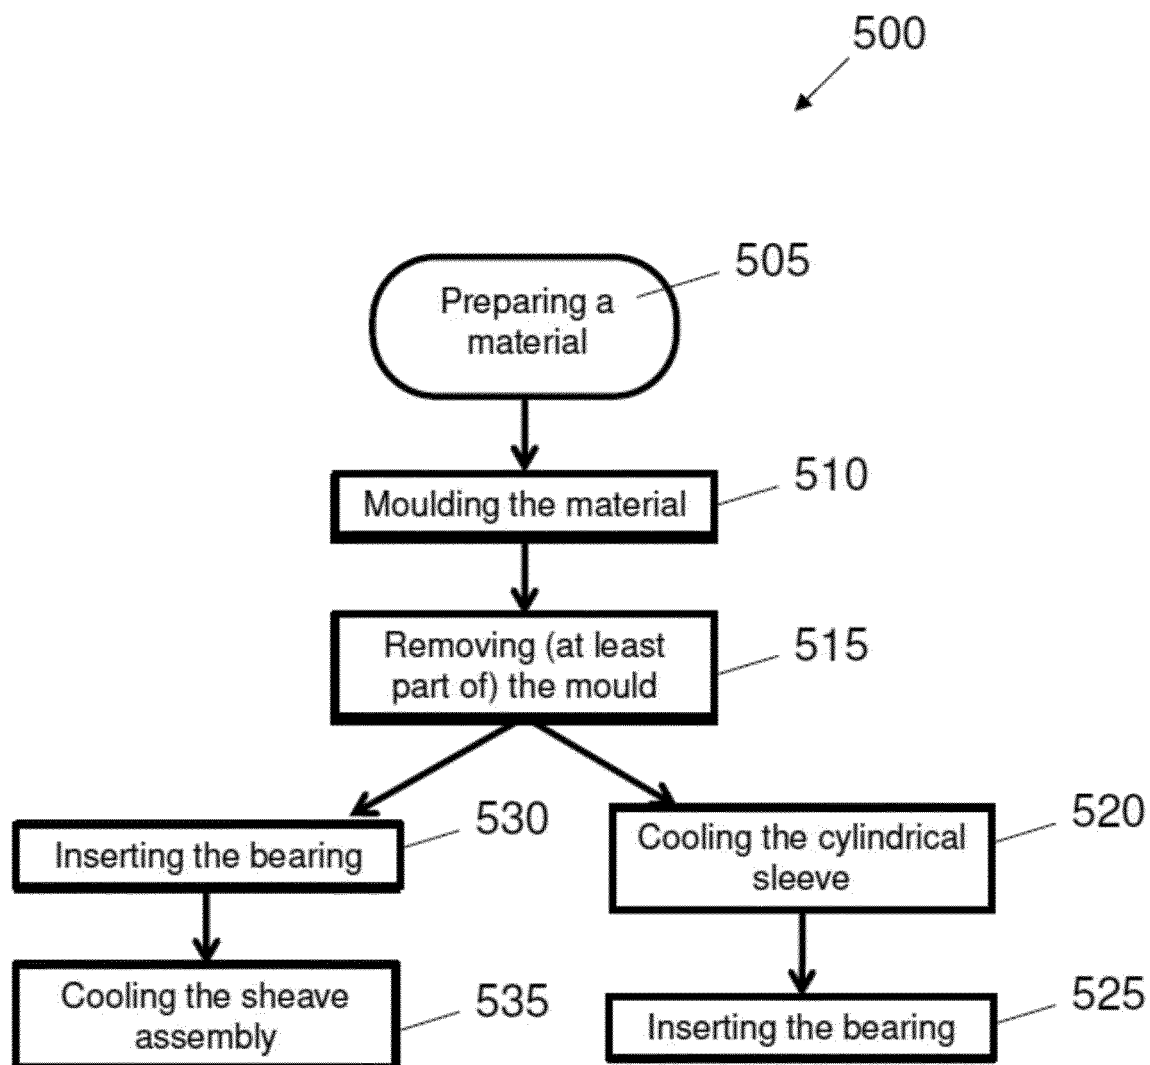 500
505
Preparing a
material
510
Moulding the material
515
Removing (at least
part of) the mould
530
Inserting the bearing
520
Cooling the cylindrical
sleeve
535
Cooling the sheave
assembly
525
Inserting the bearing